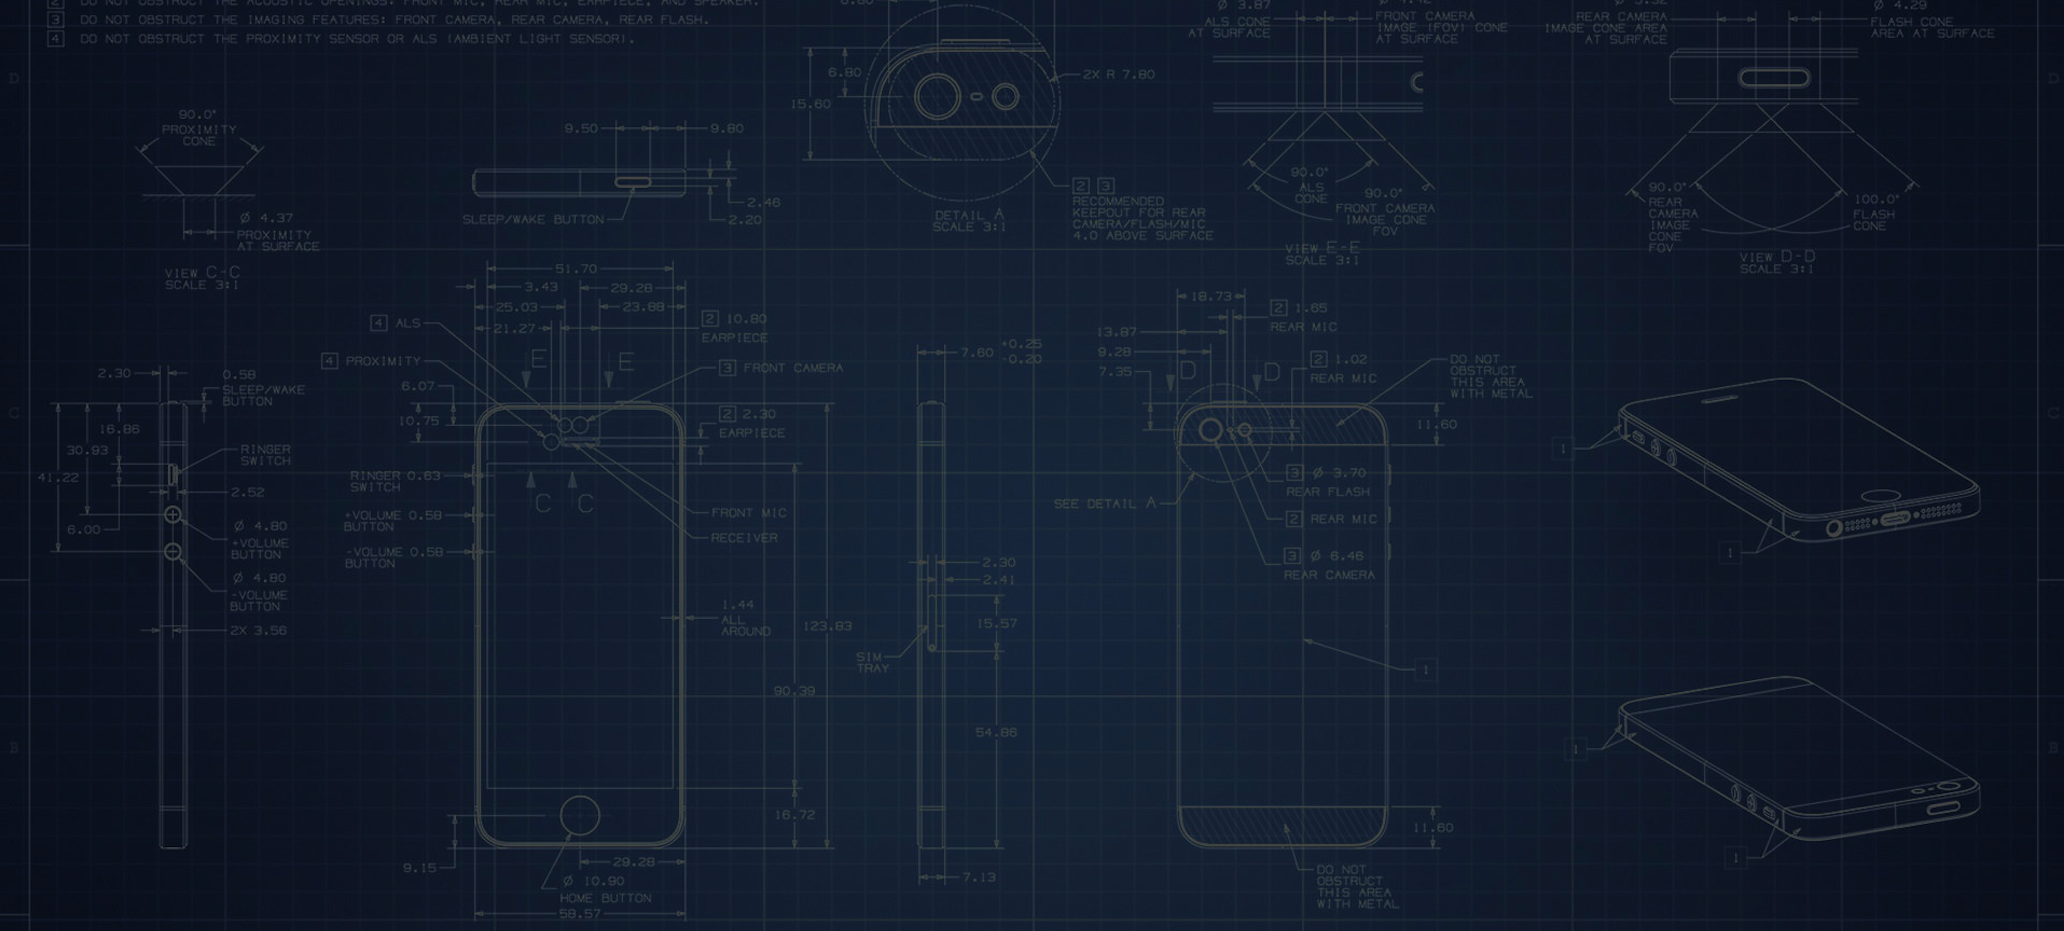 2 DO NOT OBSTRUCT THE ACOUSTIC OPENINGS: FRONT MIC, REAR MIC, EARPIECE, AND SPEAKER.
3 DO NOT OBSTRUCT THE IMAGING FEATURES: FRONT CAMERA, REAR CAMERA, REAR FLASH.
4 DO NOT OBSTRUCT THE PROXIMITY SENSOR OR ALS (AMBIENT LIGHT SENSOR).
D
D
90.0°
PROXIMITY
CONE
Ø 4.37
PROXIMITY
AT SURFACE
VIEW C-C
SCALE 3:1
9.50
9.80
2.46
2.20
SLEEP/WAKE BUTTON
6.80
15.60
2X R 7.80
DETAIL A
SCALE 3:1
2 3
RECOMMENDED
KEEPOUT FOR REAR
CAMERA/FLASH/MIC
4.0 ABOVE SURFACE
Ø 3.87
ALS CONE
AT SURFACE
FRONT CAMERA
IMAGE (FOV) CONE
AT SURFACE
90.0°
ALS
CONE
90.0°
FRONT CAMERA
IMAGE CONE
FOV
VIEW E-E
SCALE 3:1
REAR CAMERA
IMAGE CONE AREA
AT SURFACE
Ø 4.29
FLASH CONE
AREA AT SURFACE
90.0°
REAR
CAMERA
IMAGE
CONE
FOV
100.0°
FLASH
CONE
VIEW D-D
SCALE 3:1
C
C
2.30
0.58
SLEEP/WAKE
BUTTON
16.86
30.93
41.22
6.00
RINGER
SWITCH
2.52
Ø 4.80
+VOLUME
BUTTON
Ø 4.80
-VOLUME
BUTTON
2X 3.56
51.70
3.43
29.28
25.03
23.88
21.27
4 ALS
4 PROXIMITY
2 10.80
EARPIECE
E
E
3 FRONT CAMERA
6.07
10.75
2 2.30
EARPIECE
RINGER 0.63
SWITCH
+VOLUME 0.58
BUTTON
-VOLUME 0.58
BUTTON
C
C
FRONT MIC
RECEIVER
1.44
ALL
AROUND
123.83
90.39
16.72
9.15
29.28
Ø 10.90
HOME BUTTON
58.57
7.60 +0.25
-0.20
2.30
2.41
15.57
SIM
TRAY
54.86
7.13
18.73
2 1.65
REAR MIC
13.87
9.28
7.35
D
D
2 1.02
REAR MIC
DO NOT
OBSTRUCT
THIS AREA
WITH METAL
11.60
3 Ø 3.70
REAR FLASH
SEE DETAIL A
2 REAR MIC
3 Ø 6.46
REAR CAMERA
1
11.60
DO NOT
OBSTRUCT
THIS AREA
WITH METAL
1
1
B
B
1
1